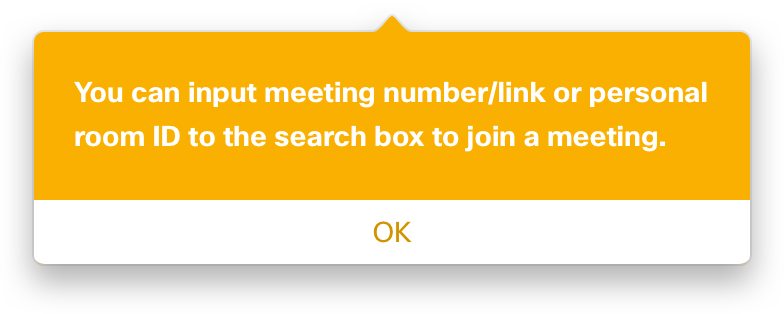 You can input meeting number/link or personal
room ID to the search box to join a meeting.
OK